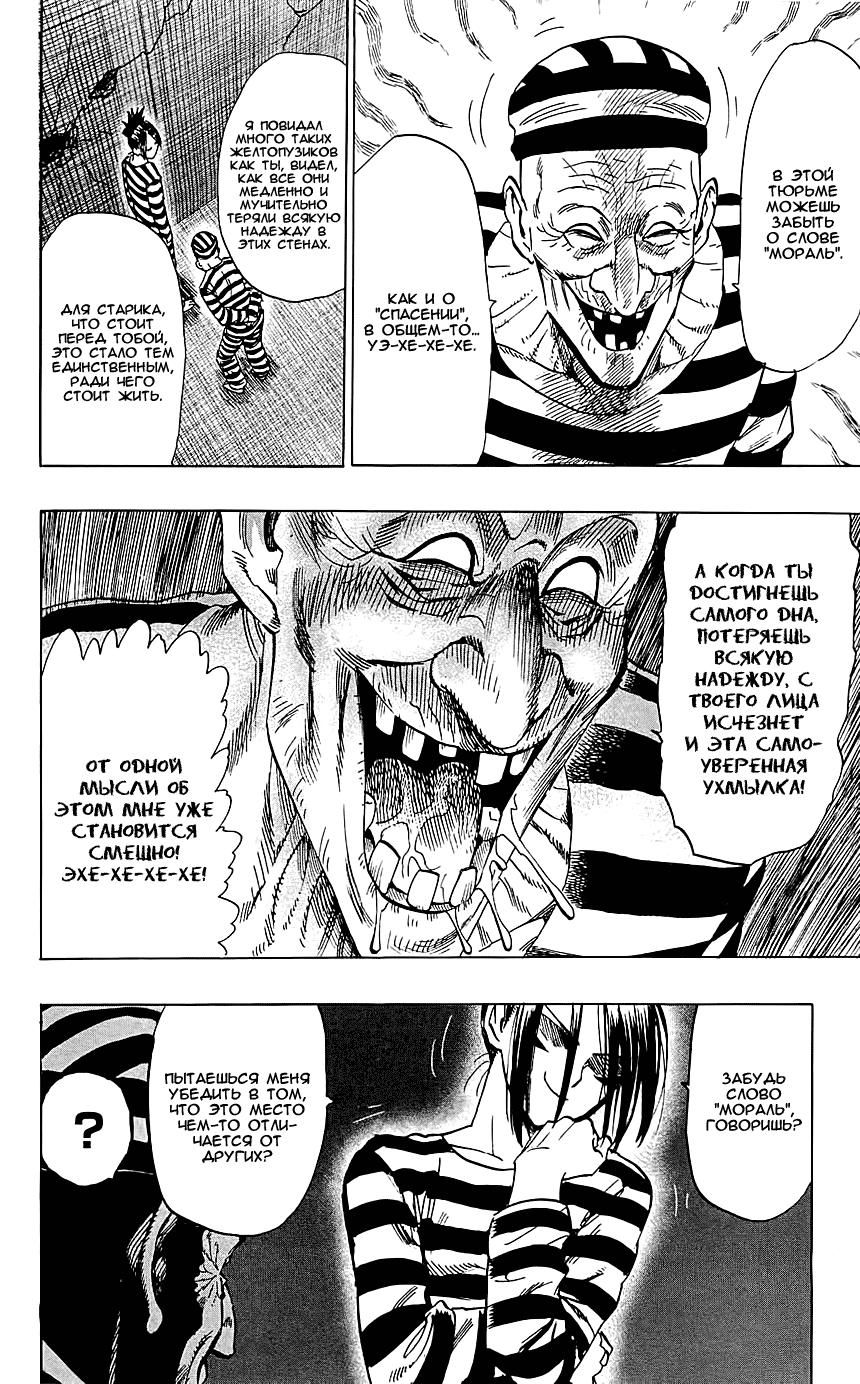 В ЭТОЙ
ТЮРЬМЕ
МОЖЕШЬ
ЗАБЫТЬ
О СЛОВЕ
"МОРАЛЬ".
КАК И О
"СПАСЕНИИ",
В ОБЩЕМ-ТО...
УЭ-ХЕ-ХЕ-ХЕ.
Я ПОВИДАЛ
МНОГО ТАКИХ
ЖЕЛТОПУЗИКОВ
КАК ТЫ, ВИДЕЛ,
КАК ВСЕ ОНИ
МЕДЛЕННО И
МУЧИТЕЛЬНО
ТЕРЯЛИ ВСЯКУЮ
НАДЕЖДУ В
ЭТИХ СТЕНАХ.
ДЛЯ СТАРИКА,
ЧТО СТОИТ
ПЕРЕД ТОБОЙ,
ЭТО СТАЛО ТЕМ
ЕДИНСТВЕННЫМ,
РАДИ ЧЕГО
СТОИТ ЖИТЬ.
А КОГДА ТЫ
ДОСТИГНЕШЬ
САМОГО ДНА,
ПОТЕРЯЕШЬ
ВСЯКУЮ
НАДЕЖДУ, С
ТВОЕГО ЛИЦА
ИСЧЕЗНЕТ
И ЭТА САМО-
УВЕРЕННАЯ
УХМЫЛКА!
ОТ ОДНОЙ
МЫСЛИ ОБ
ЭТОМ МНЕ УЖЕ
СТАНОВИТСЯ
СМЕШНО!
ЭХЕ-ХЕ-ХЕ-ХЕ!
ЗАБУДЬ
СЛОВО
"МОРАЛЬ",
ГОВОРИШЬ?
ПЫТАЕШЬСЯ МЕНЯ
УБЕДИТЬ В ТОМ,
ЧТО ЭТО МЕСТО
ЧЕМ-ТО ОТЛИ-
ЧАЕТСЯ ОТ
ДРУГИХ?
?